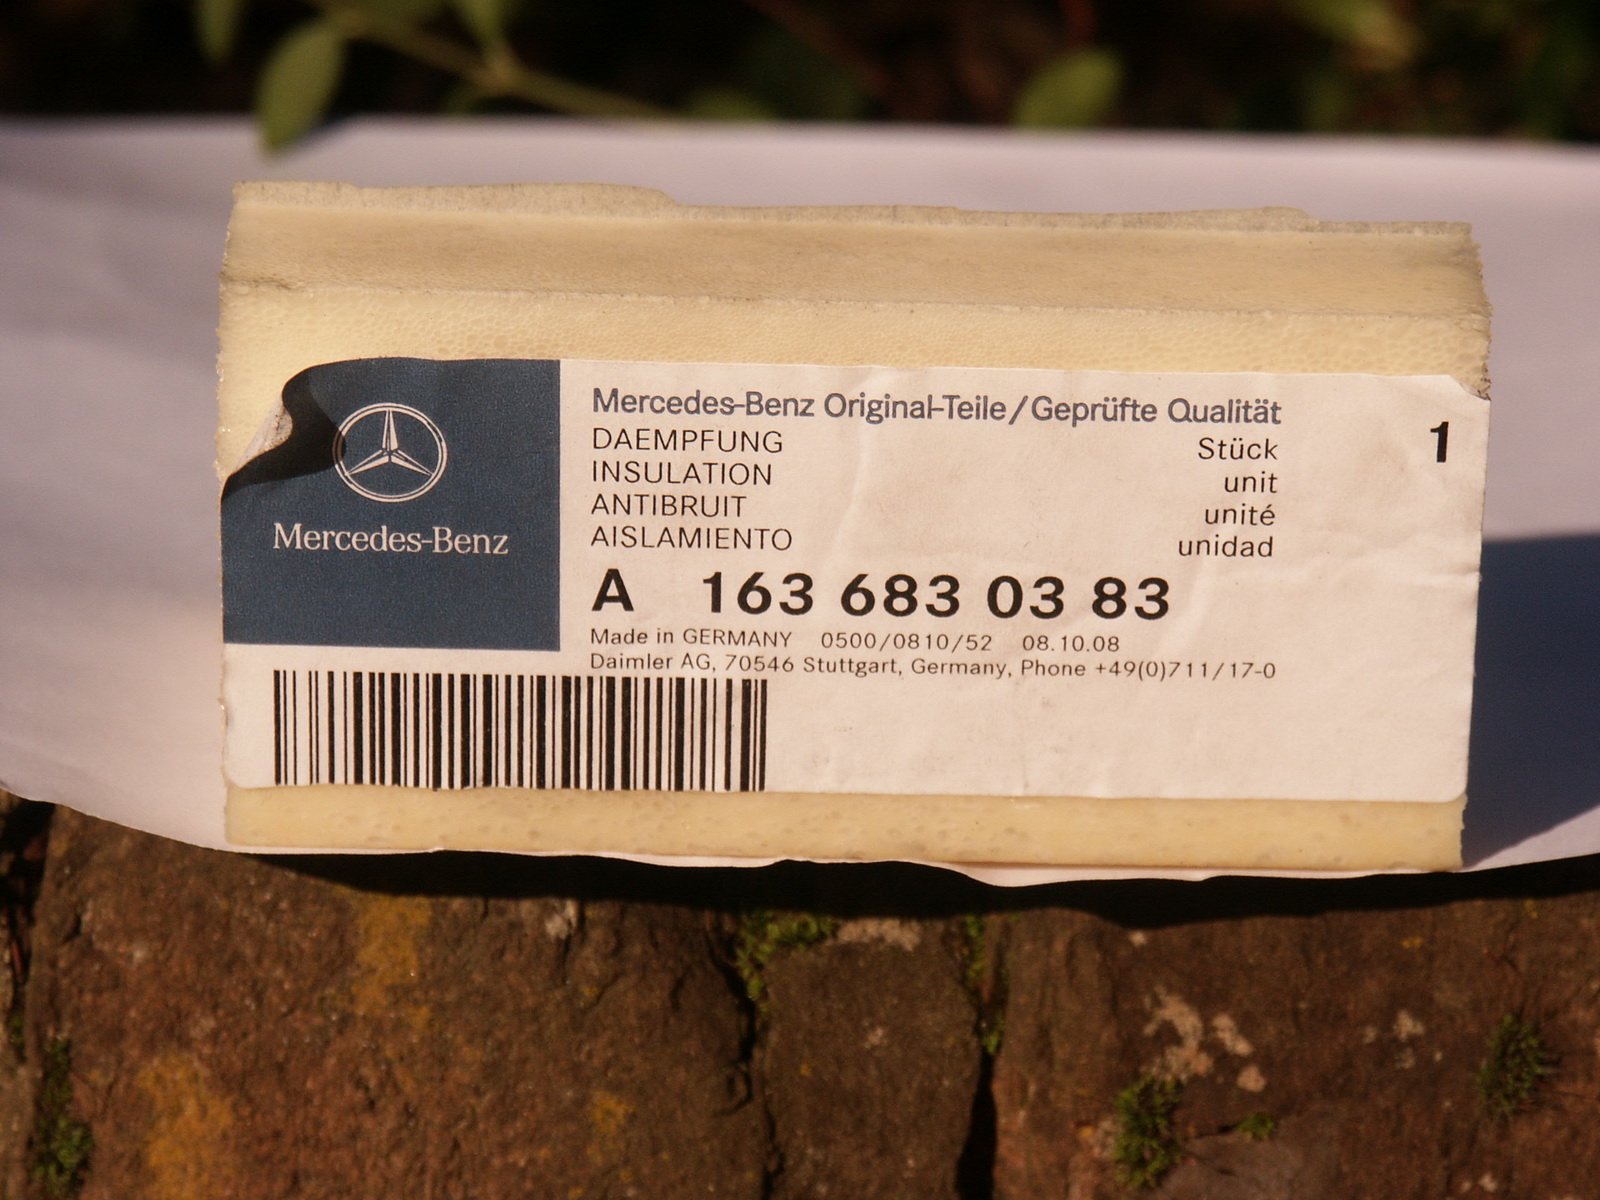 Mercedes-Benz
Mercedes-Benz Original-Teile/Geprüfte Qualität
DAEMPFUNG Stück 1
INSULATION unit
ANTIBRUIT unité
AISLAMIENTO unidad
A 163 683 03 83
Made in GERMANY 0500/0810/52 08.10.08
Daimler AG, 70546 Stuttgart, Germany, Phone +49(0)711/17-0